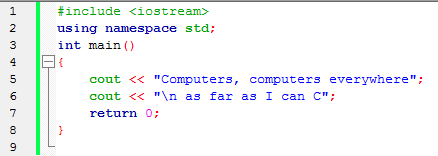 1 #include <iostream>
2 using namespace std;
3 int main()
4 {
5 cout << "Computers, computers everywhere";
6 cout << "\n as far as I can C";
7 return 0;
8 }
9